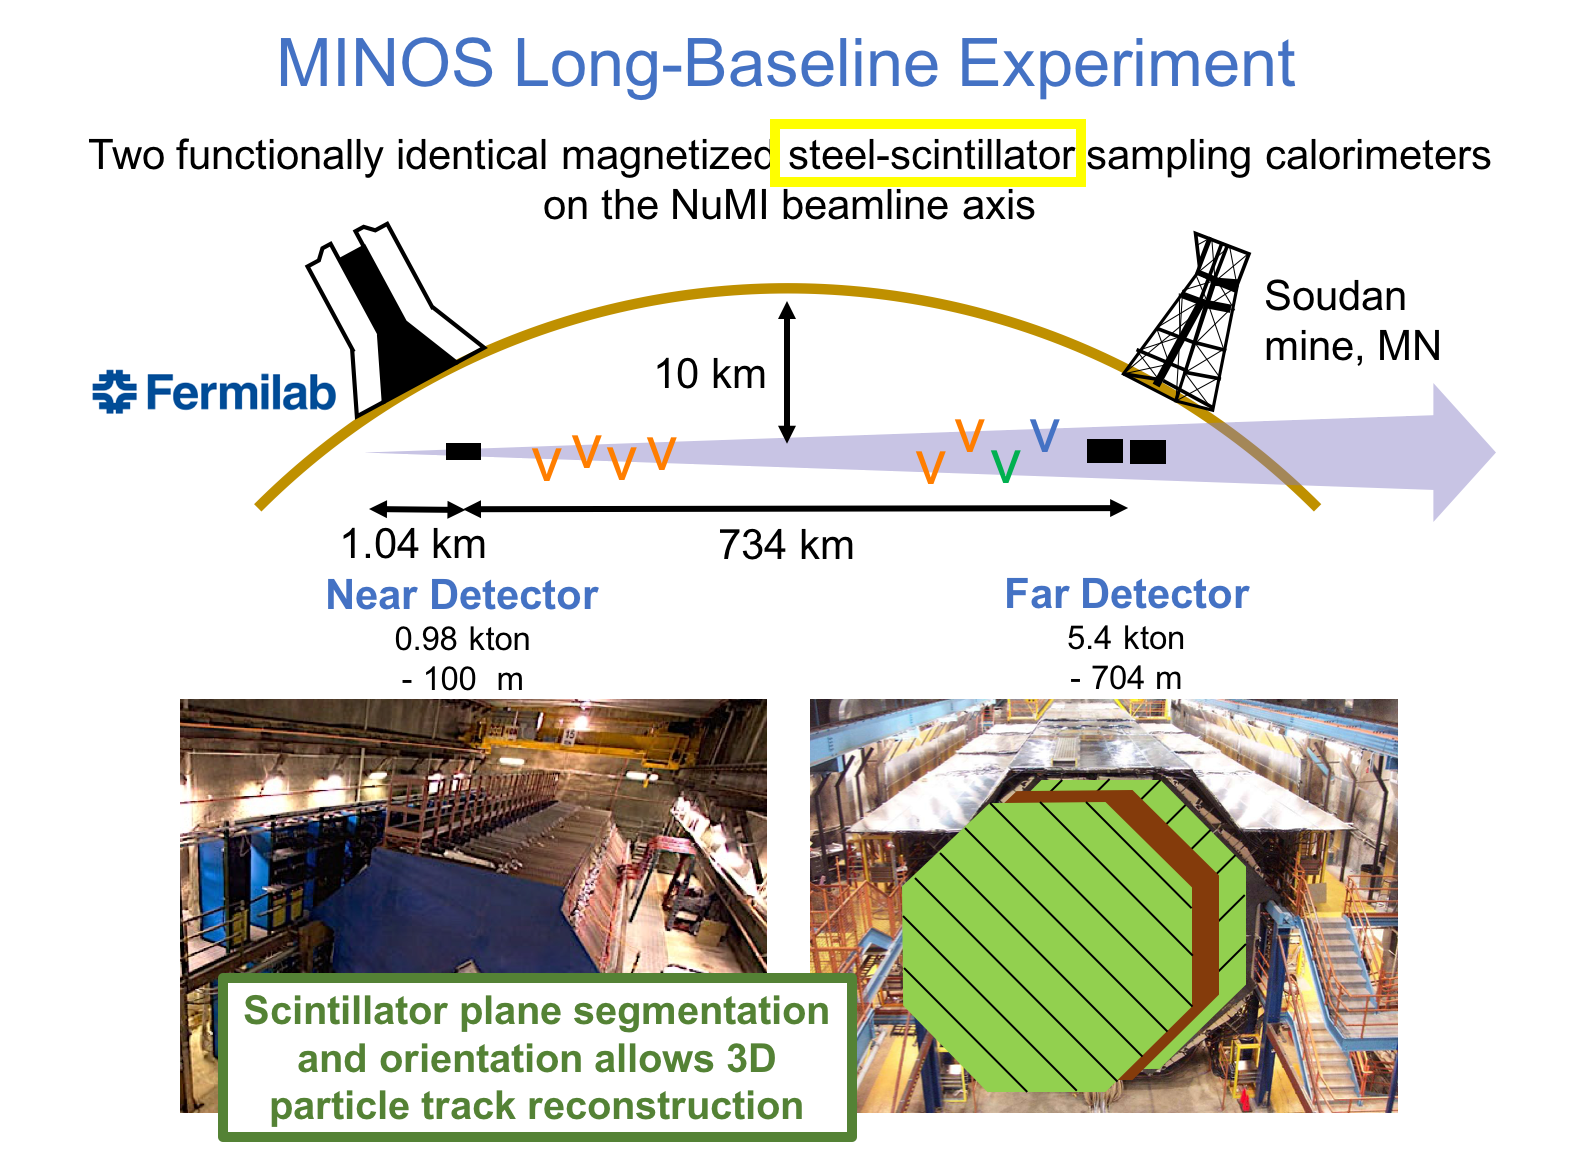 MINOS Long-Baseline Experiment
Two functionally identical magnetized steel-scintillator sampling calorimeters
on the NuMI beamline axis
Soudan
mine, MN
10 km
Fermilab
ν ν ν ν
ν ν ν ν
1.04 km
734 km
Near Detector
0.98 kton
- 100 m
Far Detector
5.4 kton
- 704 m
15
Scintillator plane segmentation
and orientation allows 3D
particle track reconstruction